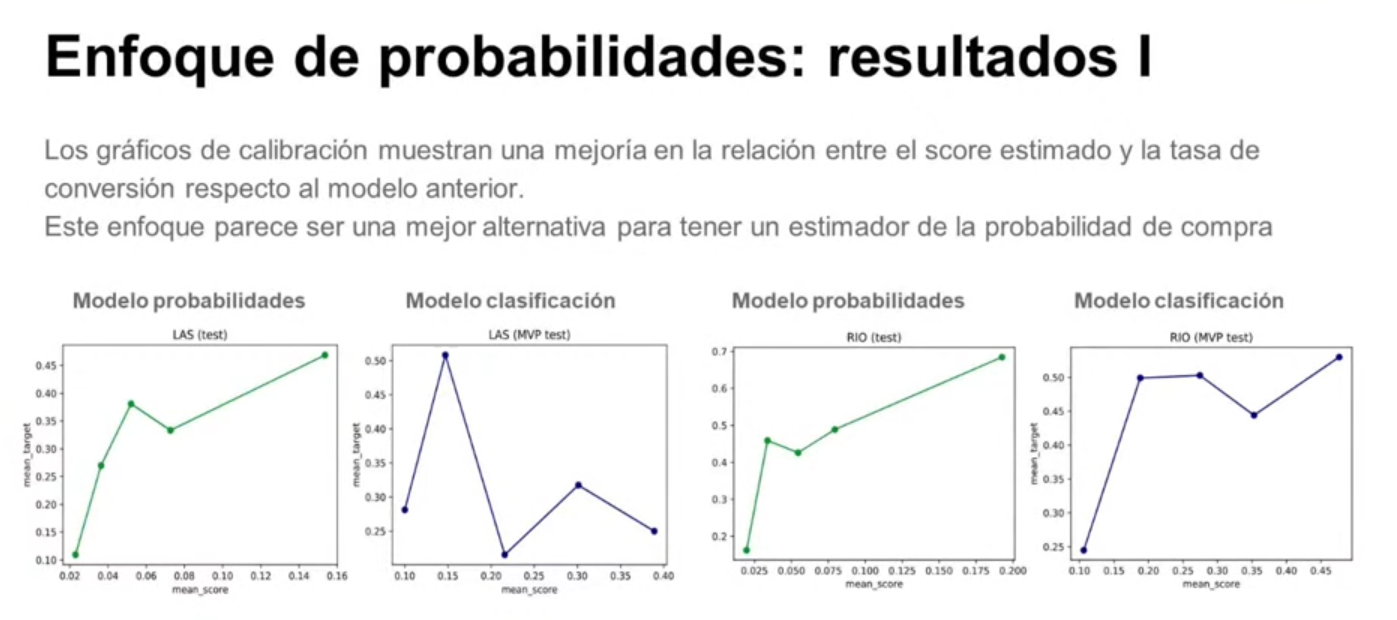 Enfoque de probabilidades: resultados I
Los gráficos de calibración muestran una mejoría en la relación entre el score estimado y la tasa de
conversión respecto al modelo anterior.
Este enfoque parece ser una mejor alternativa para tener un estimador de la probabilidad de compra
Modelo probabilidades
LAS (test)
mean_target
0.45
0.40
0.35
0.30
0.25
0.20
0.15
0.10
0.02 0.04 0.06 0.08 0.10 0.12 0.14 0.16
mean_score
Modelo clasificación
LAS (MVP test)
mean_target
0.50
0.45
0.40
0.35
0.30
0.25
0.10 0.15 0.20 0.25 0.30 0.35 0.40
mean_score
Modelo probabilidades
RIO (test)
mean_target
0.7
0.6
0.5
0.4
0.3
0.2
0.025 0.050 0.075 0.100 0.125 0.150 0.175 0.200
mean_score
Modelo clasificación
RIO (MVP test)
mean_target
0.50
0.45
0.40
0.35
0.30
0.25
0.10 0.15 0.20 0.25 0.30 0.35 0.40 0.45
mean_score